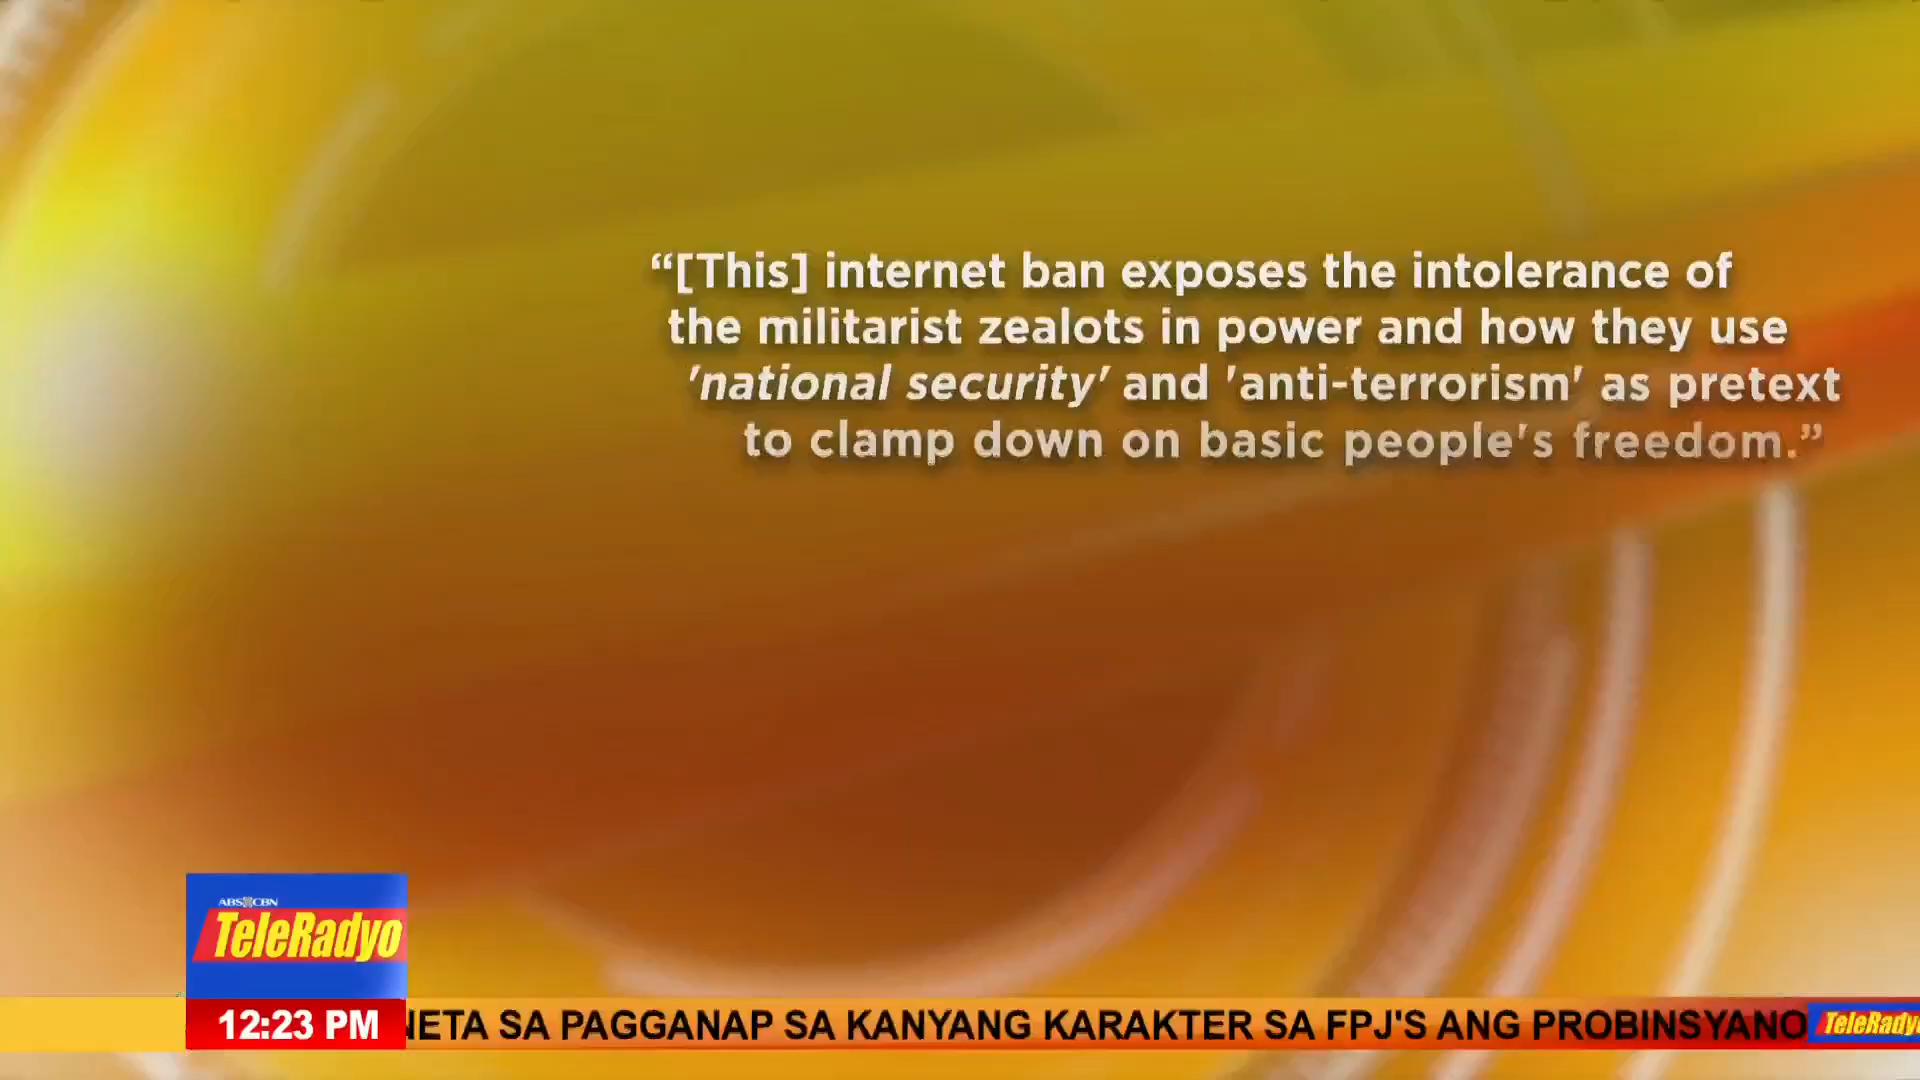 “[This] internet ban exposes the intolerance of
the militarist zealots in power and how they use
'national security' and 'anti-terrorism' as pretext
to clamp down on basic people's freedom.”
ABS-CBN
TeleRadyo
12:23 PM
NETA SA PAGGANAP SA KANYANG KARAKTER SA FPJ'S ANG PROBINSYANO
TeleRadyo